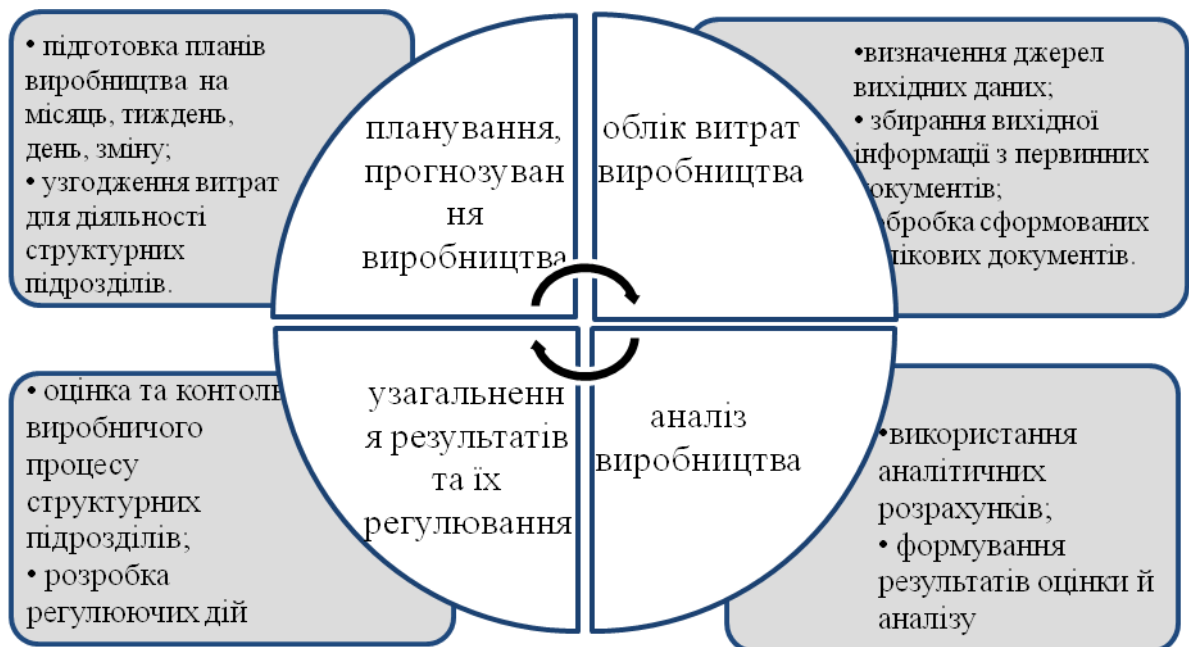 • підготовка планів
виробництва на
місяць, тиждень,
день, зміну;
• узгодження витрат
для діяльності
структурних
підрозділів.
планування,
прогнозуван
ня
виробництва
облік витрат
виробництва
•визначення джерел
вихідних даних;
• збирання вихідної
інформації з первинних
окументів;
обробка сформованих
лікових документів.
• оцінка та контоль
виробничого
процесу
структурних
підрозділів;
• розробка
регулюючих дій
узагальненн
я результатів
та їх
регулювання
аналіз
виробництва
•використання
аналітичних
розрахунків;
• формування
результатів оцінки й
аналізу